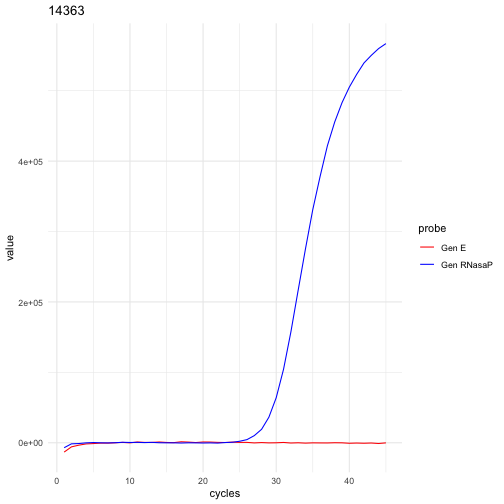 14363
value
4e+05
2e+05
0e+00
0
10
20
30
40
cycles
probe
Gen E
Gen RNasaP